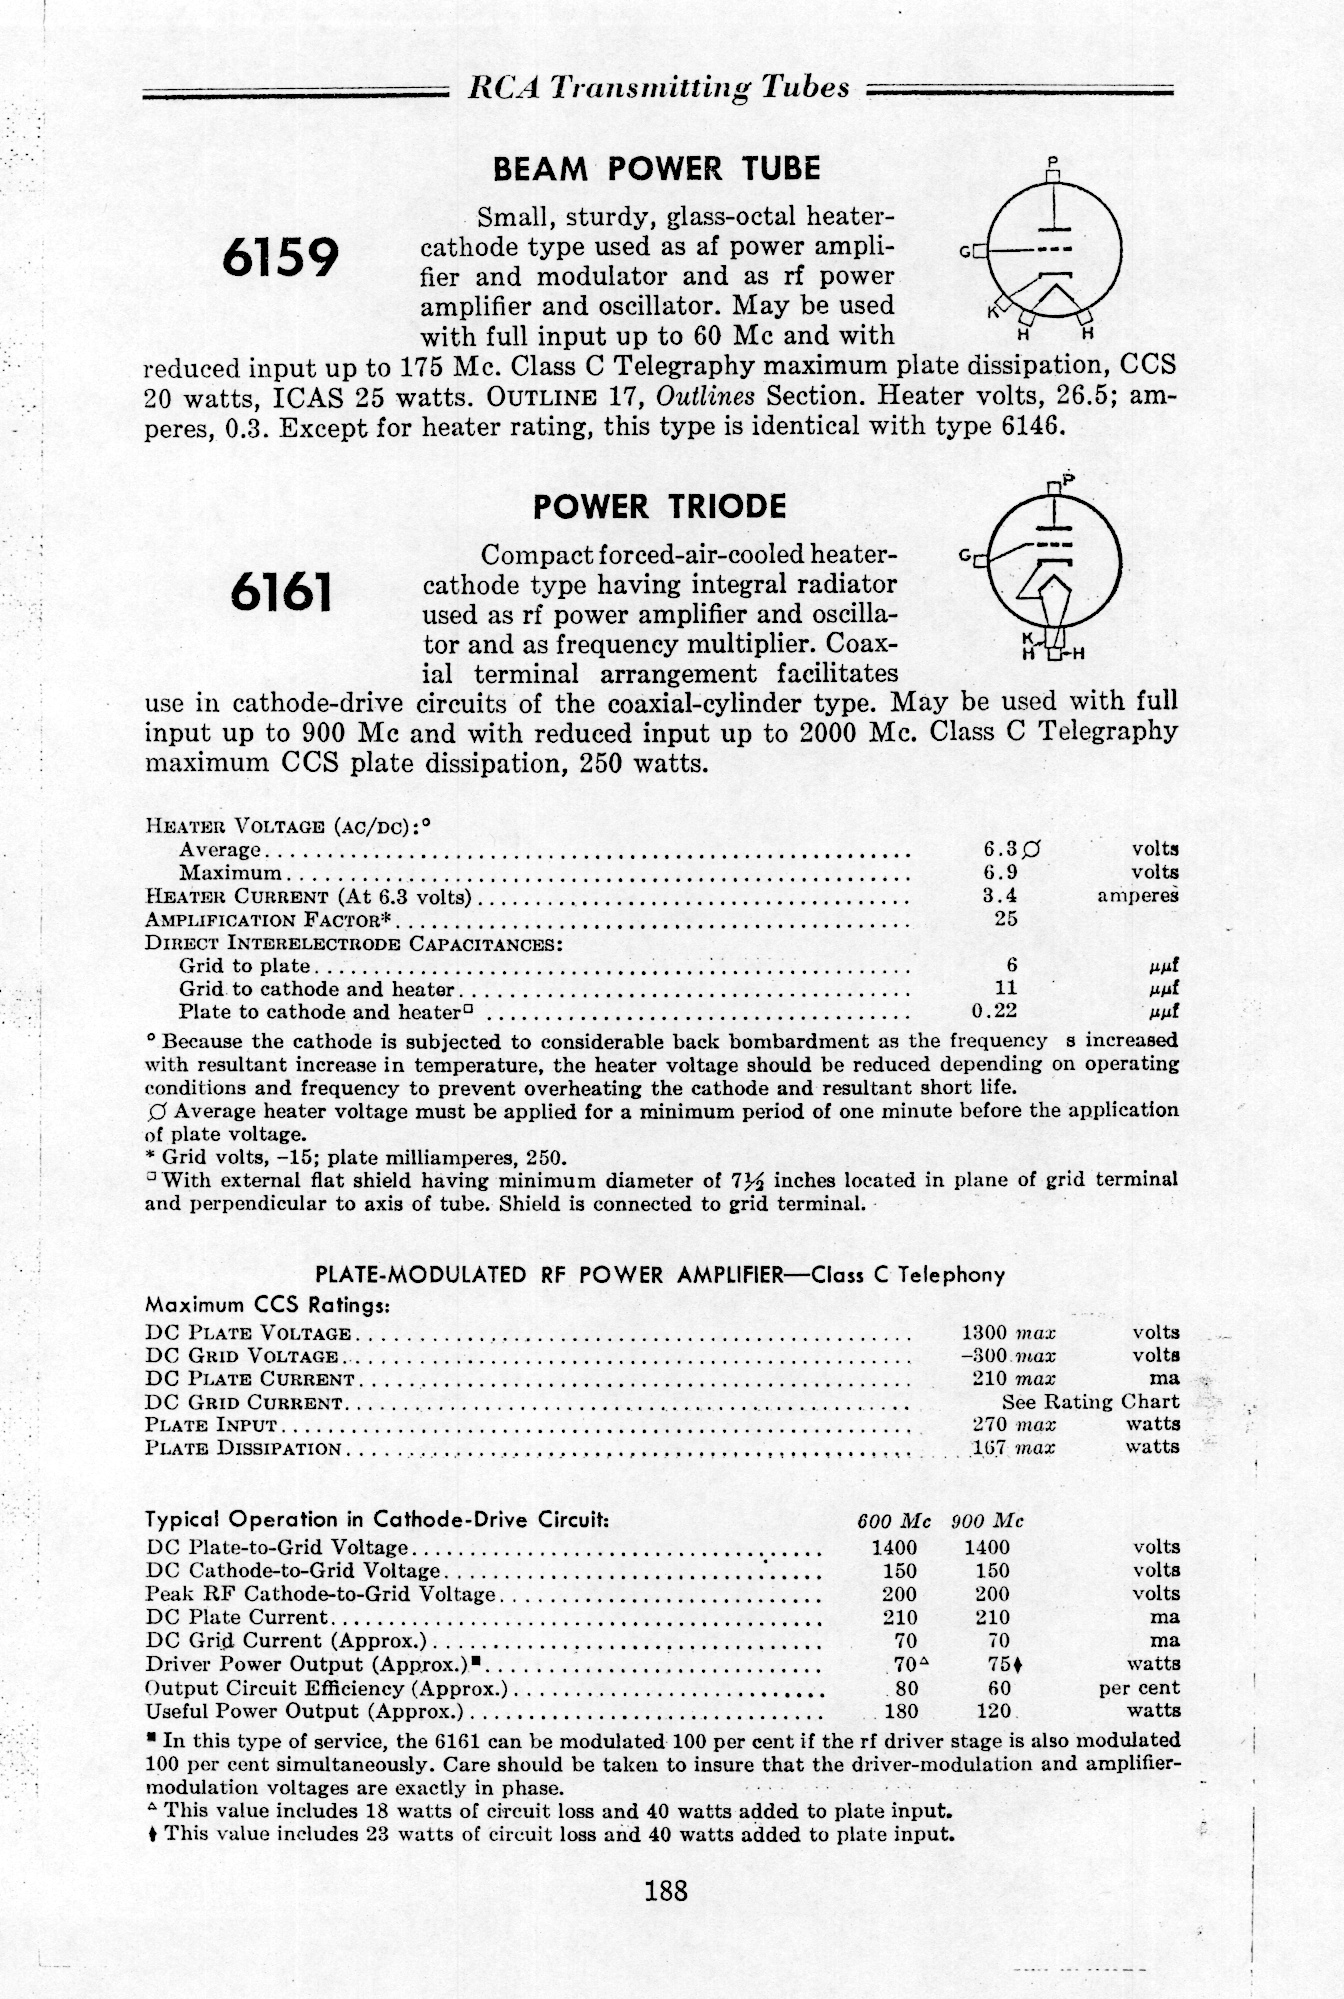 RCA Transmitting Tubes
BEAM POWER TUBE
6159
Small, sturdy, glass-octal heater-
cathode type used as af power ampli-
fier and modulator and as rf power
amplifier and oscillator. May be used
with full input up to 60 Mc and with
reduced input up to 175 Mc. Class C Telegraphy maximum plate dissipation, CCS
20 watts, ICAS 25 watts. OUTLINE 17, Outlines Section. Heater volts, 26.5; am-
peres, 0.3. Except for heater rating, this type is identical with type 6146.
P
G
K
H H
POWER TRIODE
6161
Compact forced-air-cooled heater-
cathode type having integral radiator
used as rf power amplifier and oscilla-
tor and as frequency multiplier. Coax-
ial terminal arrangement facilitates
use in cathode-drive circuits of the coaxial-cylinder type. May be used with full
input up to 900 Mc and with reduced input up to 2000 Mc. Class C Telegraphy
maximum CCS plate dissipation, 250 watts.
P
G
K
H H
HEATER VOLTAGE (AC/DC):°
Average.................... 6.3 ∅ volts
Maximum.................... 6.9 volts
HEATER CURRENT (At 6.3 volts).................... 3.4 amperes
AMPLIFICATION FACTOR*.................... 25
DIRECT INTERELECTRODE CAPACITANCES:
Grid to plate.................... 6 μμf
Grid to cathode and heater.................... 11 μμf
Plate to cathode and heater□ .................... 0.22 μμf
° Because the cathode is subjected to considerable back bombardment as the frequency s increased
with resultant increase in temperature, the heater voltage should be reduced depending on operating
conditions and frequency to prevent overheating the cathode and resultant short life.
∅ Average heater voltage must be applied for a minimum period of one minute before the application
of plate voltage.
* Grid volts, -15; plate milliamperes, 250.
□ With external flat shield having minimum diameter of 7½ inches located in plane of grid terminal
and perpendicular to axis of tube. Shield is connected to grid terminal.
PLATE-MODULATED RF POWER AMPLIFIER—Class C Telephony
Maximum CCS Ratings:
DC PLATE VOLTAGE.................... 1300 max volts
DC GRID VOLTAGE.................... -300 max volts
DC PLATE CURRENT.................... 210 max ma
DC GRID CURRENT.................... See Rating Chart
PLATE INPUT.................... 270 max watts
PLATE DISSIPATION.................... 167 max watts
Typical Operation in Cathode-Drive Circuit: 600 Mc 900 Mc
DC Plate-to-Grid Voltage.................... 1400 1400 volts
DC Cathode-to-Grid Voltage.................... 150 150 volts
Peak RF Cathode-to-Grid Voltage.................... 200 200 volts
DC Plate Current.................... 210 210 ma
DC Grid Current (Approx.).................... 70 70 ma
Driver Power Output (Approx.)■.................... 70△ 75♦ watts
Output Circuit Efficiency (Approx.).................... 80 60 per cent
Useful Power Output (Approx.).................... 180 120 watts
■ In this type of service, the 6161 can be modulated 100 per cent if the rf driver stage is also modulated
100 per cent simultaneously. Care should be taken to insure that the driver-modulation and amplifier-
modulation voltages are exactly in phase.
△ This value includes 18 watts of circuit loss and 40 watts added to plate input.
♦ This value includes 23 watts of circuit loss and 40 watts added to plate input.
188